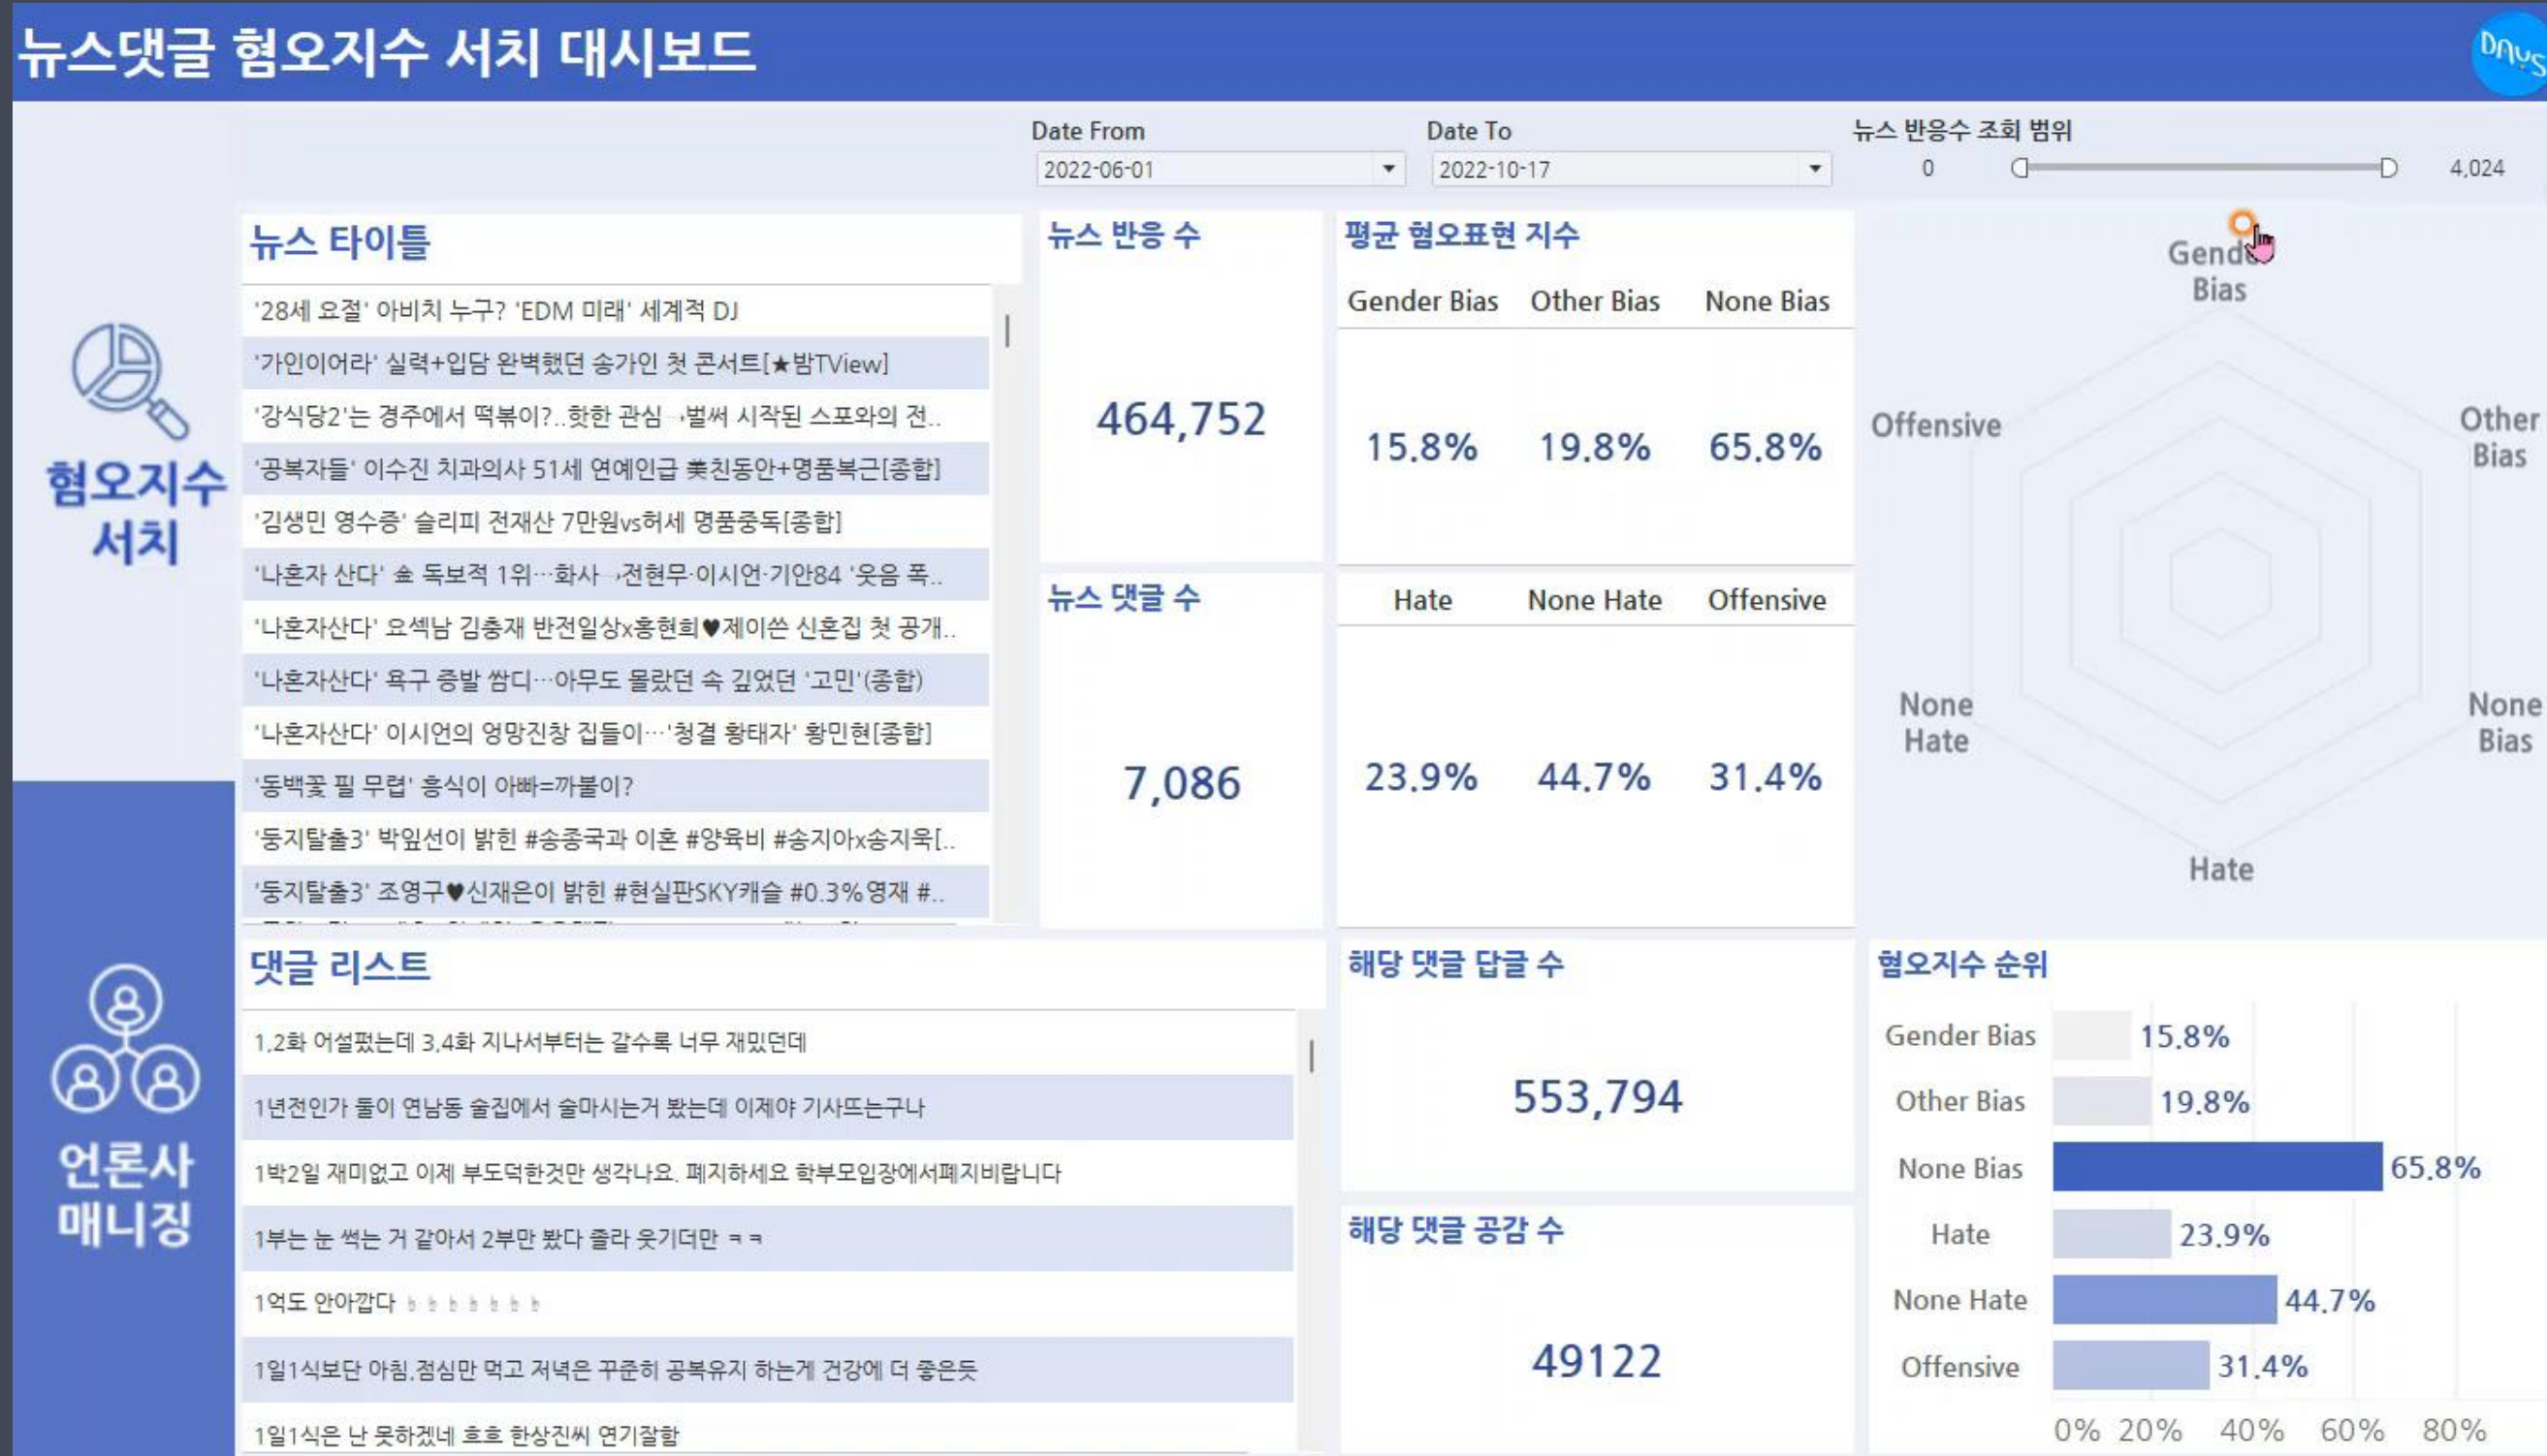 뉴스댓글 혐오지수 서치 대시보드
DAVS
Date From
2022-06-01
Date To
2022-10-17
뉴스 반응수 조회 범위
0
4,024
혐오지수
서치
언론사
매니징
뉴스 타이틀
'28세 요절' 아비치 누구? 'EDM 미래' 세계적 DJ
'가인이어라' 실력+입담 완벽했던 송가인 첫 콘서트[★밤TView]
'강식당2'는 경주에서 떡볶이?..핫한 관심→벌써 시작된 스포와의 전..
'공복자들' 이수진 치과의사 51세 연예인급 美친동안+명품복근[종합]
'김생민 영수증' 슬리피 전재산 7만원vs허세 명품중독[종합]
'나혼자 산다' 金 독보적 1위…화사→전현무·이시언·기안84 '웃음 폭..
'나혼자산다' 요섹남 김충재 반전일상x홍현희♥제이쓴 신혼집 첫 공개..
'나혼자산다' 욕구 증발 쌈디…아무도 몰랐던 속 깊었던 '고민'(종합)
'나혼자산다' 이시언의 엉망진창 집들이…'청결 황태자' 황민현[종합]
'동백꽃 필 무렵' 흥식이 아빠=까불이?
'둥지탈출3' 박잎선이 밝힌 #송종국과 이혼 #양육비 #송지아x송지욱[..
'둥지탈출3' 조영구♥신재은이 밝힌 #현실판SKY캐슬 #0.3%영재 #..
뉴스 반응 수
464,752
뉴스 댓글 수
7,086
평균 혐오표현 지수
Gender Bias Other Bias None Bias
15.8% 19.8% 65.8%
Hate None Hate Offensive
23.9% 44.7% 31.4%
Gender
Bias
Other
Bias
None
Bias
Hate
None
Hate
Offensive
댓글 리스트
1,2화 어설펐는데 3,4화 지나서부터는 갈수록 너무 재밌던데
1년전인가 둘이 연남동 술집에서 술마시는거 봤는데 이제야 기사뜨는구나
1박2일 재미없고 이제 부도덕한것만 생각나요. 폐지하세요 학부모입장에서폐지비랍니다
1부는 눈 썩는 거 같아서 2부만 봤다 졸라 웃기더만 ㅋㅋ
1억도 안아깝다
1일1식보단 아침,점심만 먹고 저녁은 꾸준히 공복유지 하는게 건강에 더 좋은듯
1일1식은 난 못하겠네 흐흐 한상진씨 연기잘함
해당 댓글 답글 수
553,794
해당 댓글 공감 수
49122
혐오지수 순위
Gender Bias 15.8%
Other Bias 19.8%
None Bias 65.8%
Hate 23.9%
None Hate 44.7%
Offensive 31.4%
0% 20% 40% 60% 80%